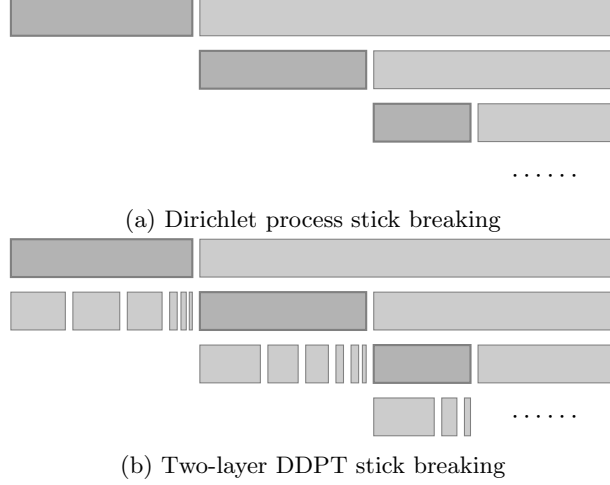 ......
(a) Dirichlet process stick breaking
......
(b) Two-layer DDPT stick breaking